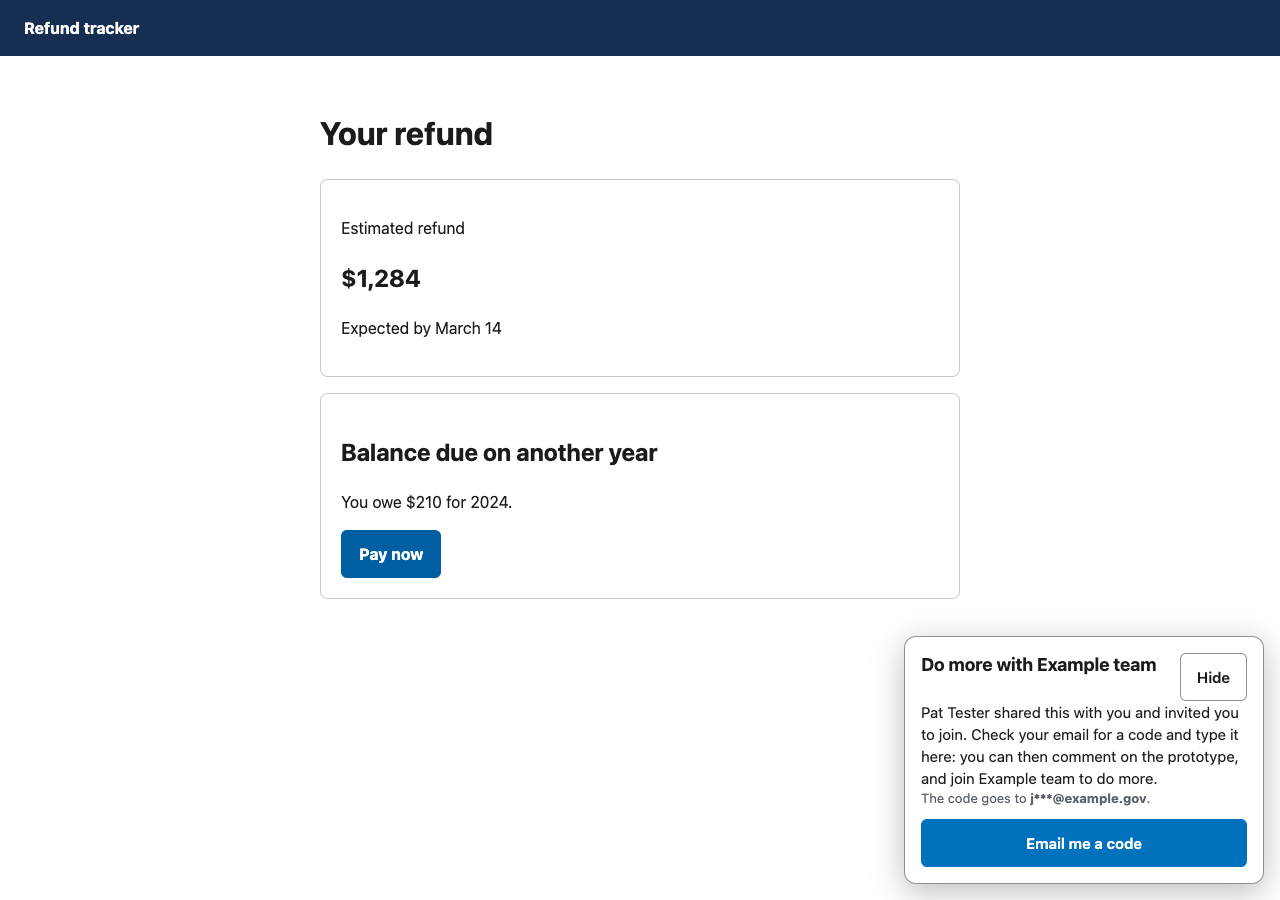 Refund tracker
Your refund
Estimated refund
$1,284
Expected by March 14
Balance due on another year
You owe $210 for 2024.
Pay now
Do more with Example team
Hide
Pat Tester shared this with you and invited you
to join. Check your email for a code and type it
here: you can then comment on the prototype,
and join Example team to do more.
The code goes to j***@example.gov.
Email me a code